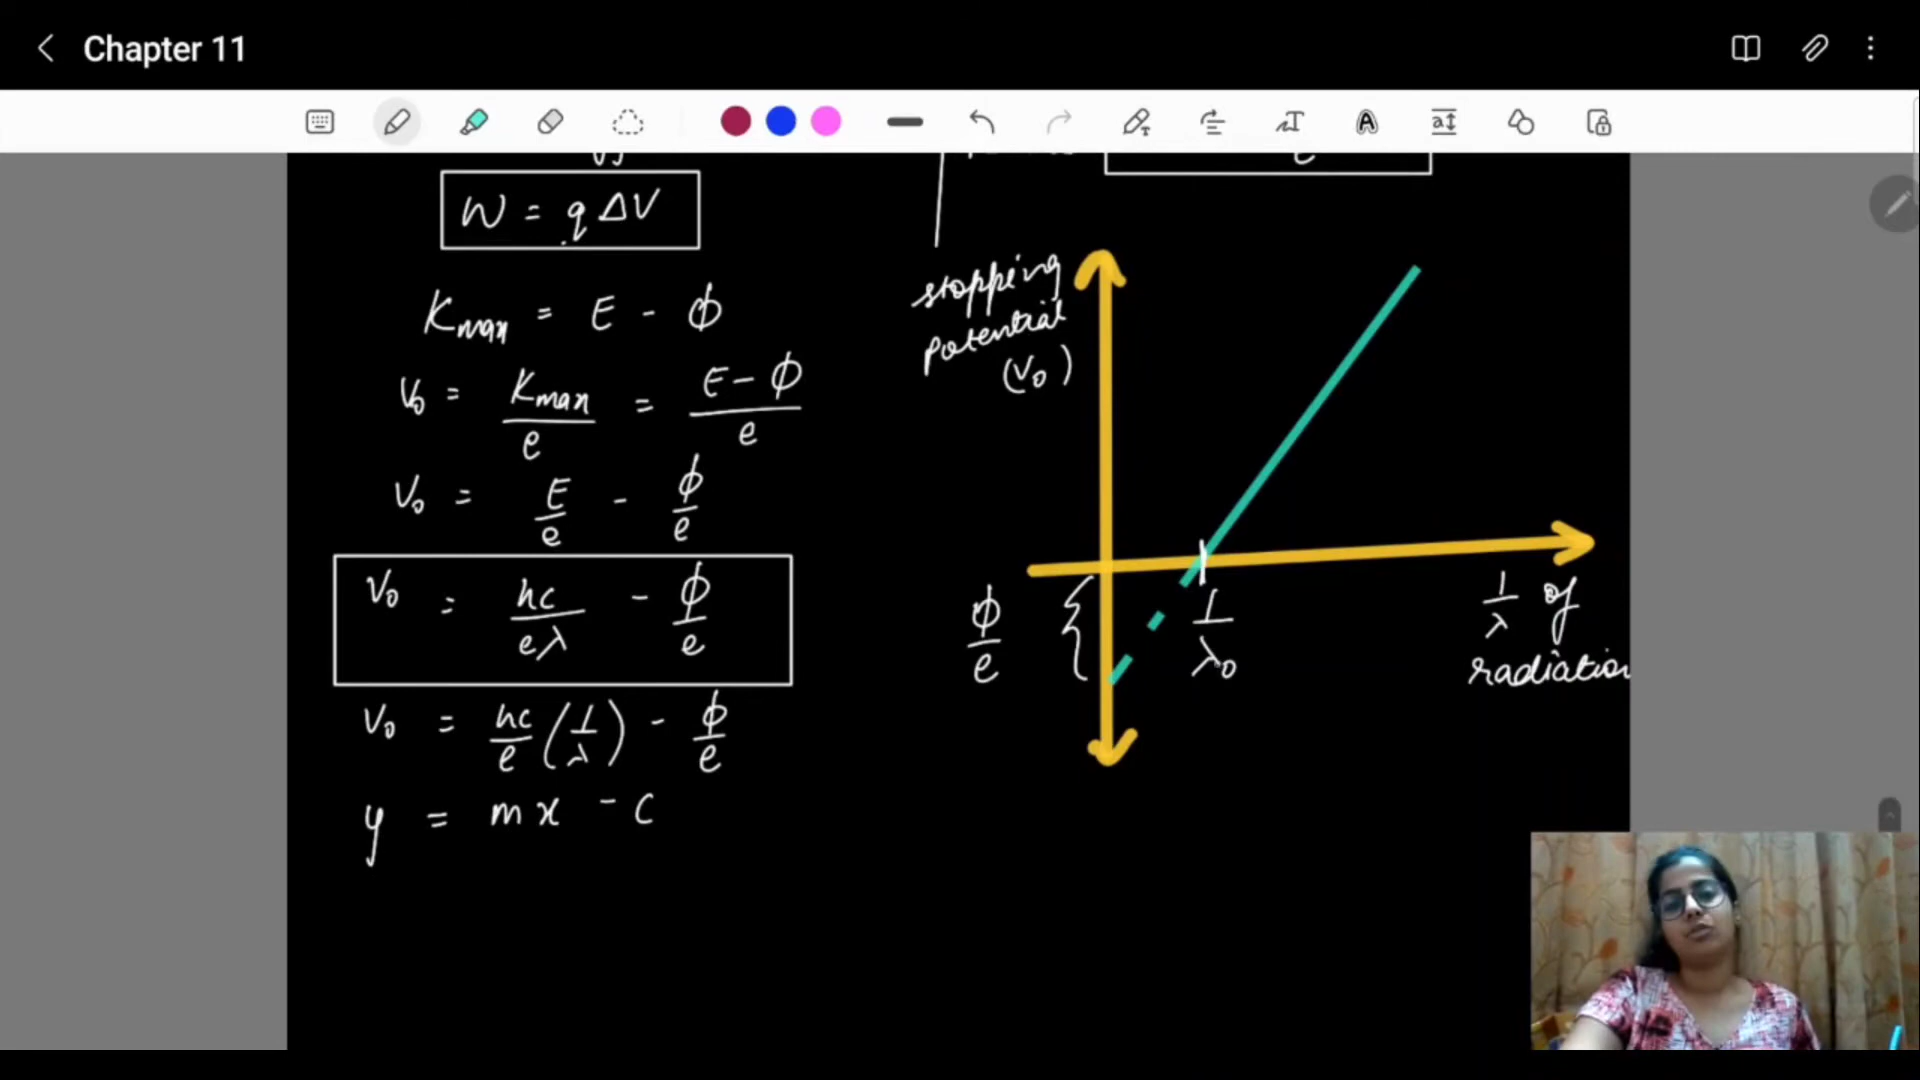 Chapter 11
W = q ΔV
Kmax = E - ϕ
V₀ = Kmax/e = E - ϕ/e
V₀ = E/e - ϕ/e
V₀ = hc/eλ - ϕ/e
V₀ = hc/e (1/λ) - ϕ/e
y = mx - c
stopping
potential
(V₀)
ϕ/e
1/λ₀
1/λ of
radiation